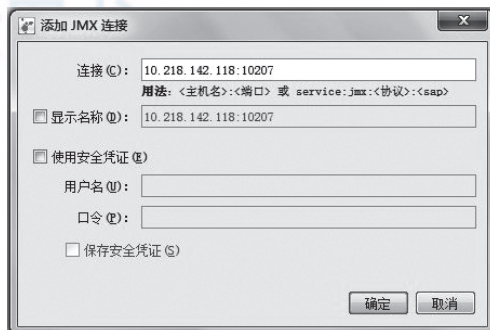 添加 JMX 连接
连接(C): 10.218.142.118:10207
用法: <主机名>:<端口> 或 service:jmx:<协议>:<sap>
显示名称(D): 10.218.142.118:10207
使用安全凭证(E)
用户名(U):
口令(P):
保存安全凭证(S)
确定 取消